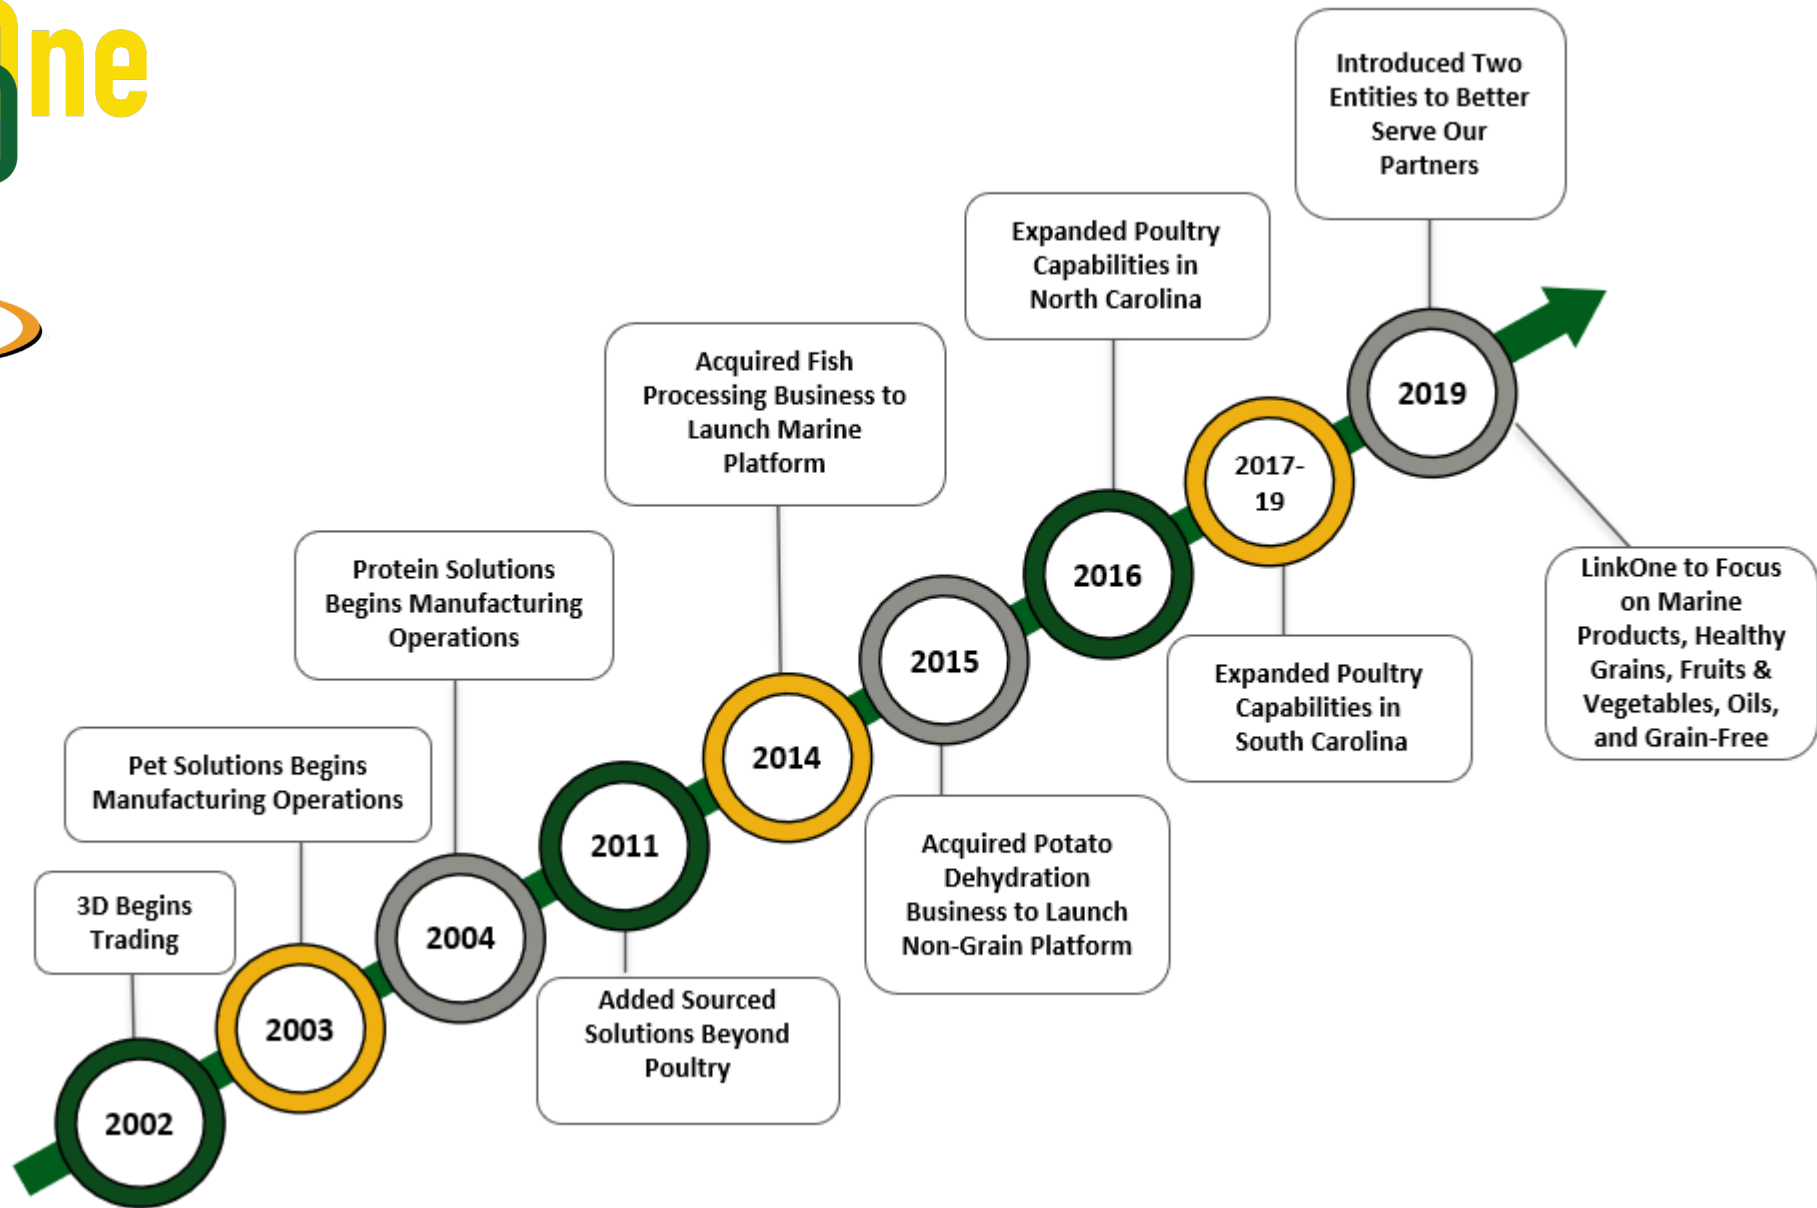 ne
Introduced Two
Entities to Better
Serve Our
Partners
Expanded Poultry
Capabilities in
North Carolina
Acquired Fish
Processing Business to
Launch Marine
Platform
2019
2017-
19
Protein Solutions
Begins Manufacturing
Operations
2016
LinkOne to Focus
on Marine
Products, Healthy
Grains, Fruits &
Vegetables, Oils,
and Grain-Free
2015
Expanded Poultry
Capabilities in
South Carolina
Pet Solutions Begins
Manufacturing Operations
2014
2011
Acquired Potato
Dehydration
Business to Launch
Non-Grain Platform
3D Begins
Trading
2004
Added Sourced
Solutions Beyond
Poultry
2003
2002